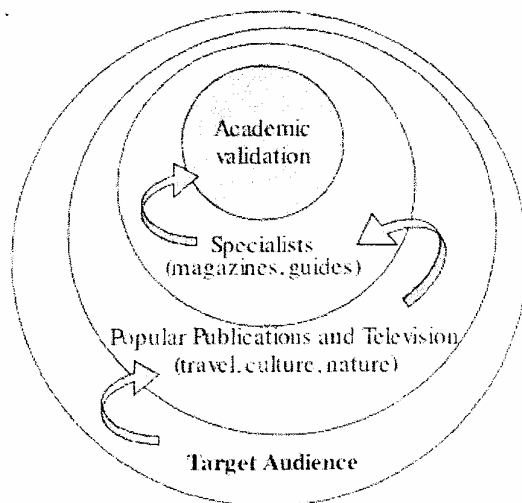 Academic
validation
Specialists
(magazines, guides)
Popular Publications and Television
(travel, culture, nature)
Target Audience